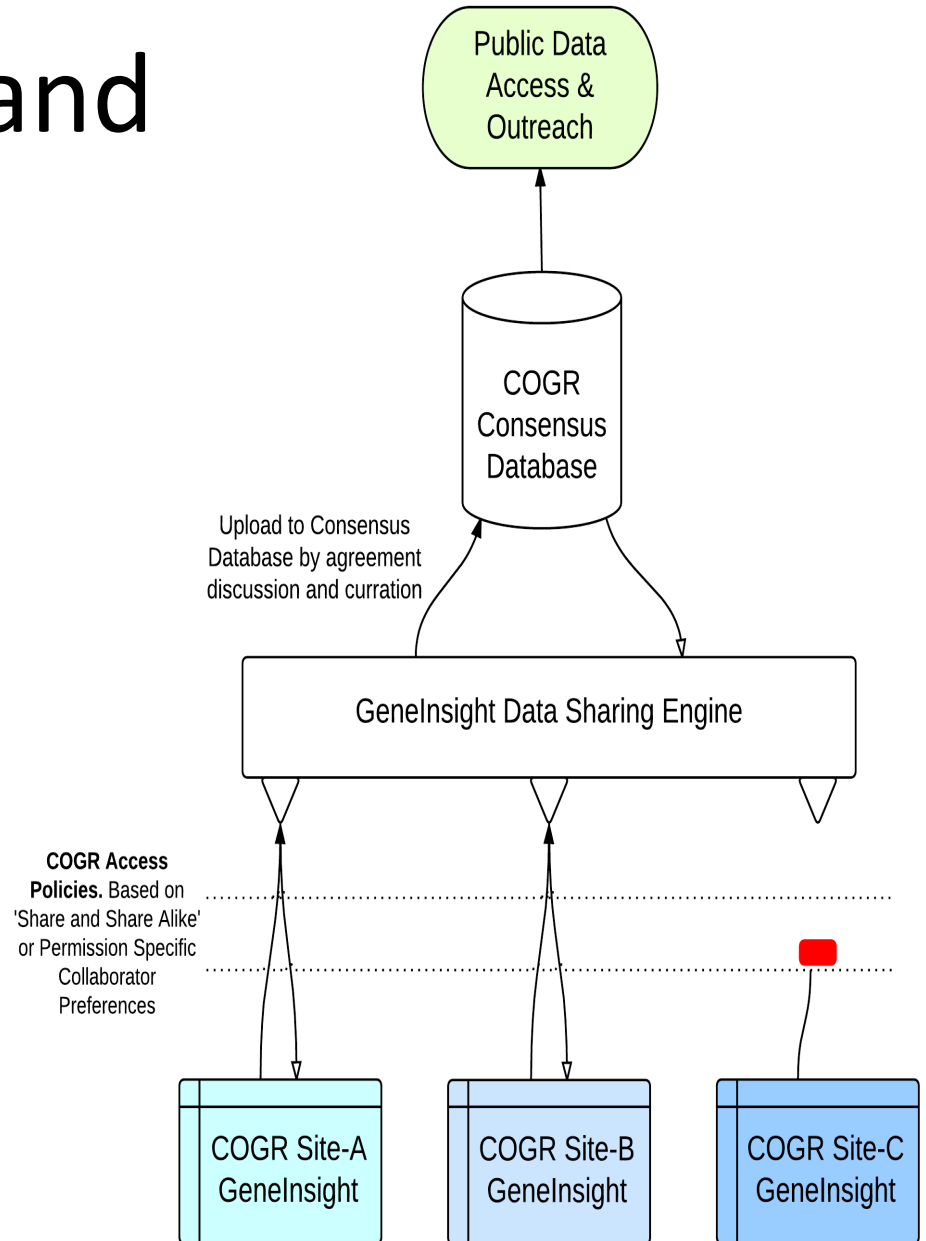 and
Public Data
Access &
Outreach
COGR
Consensus
Database
Upload to Consensus
Database by agreement
discussion and curration
GeneInsight Data Sharing Engine
COGR Access
Policies. Based on
'Share and Share Alike'
or Permission Specific
Collaborator
Preferences
COGR Site-A
GeneInsight
COGR Site-B
GeneInsight
COGR Site-C
GeneInsight